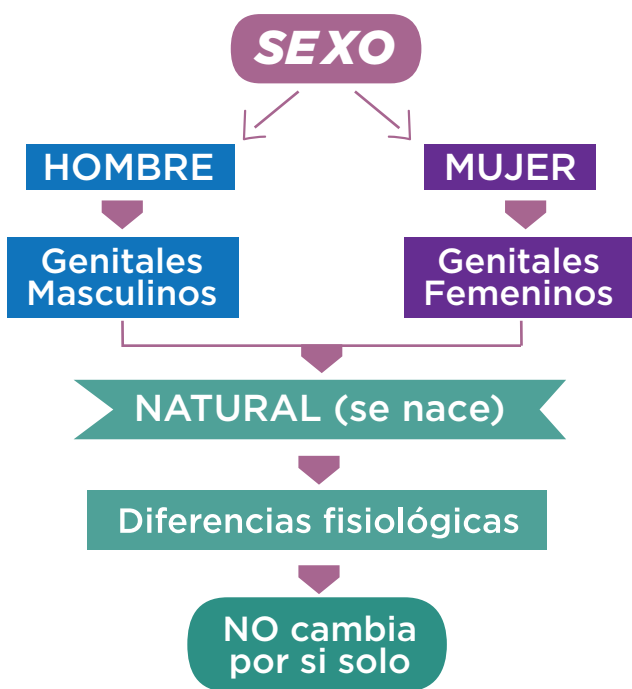 SEXO
HOMBRE
MUJER
Genitales
Masculinos
Genitales
Femeninos
NATURAL (se nace)
Diferencias fisiológicas
NO cambia
por si solo